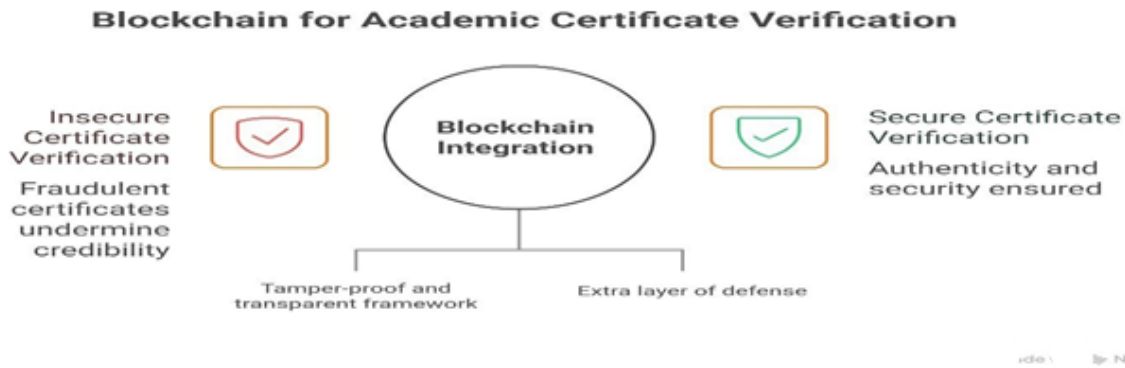 Blockchain for Academic Certificate Verification
Insecure
Certificate
Verification
Fraudulent
certificates
undermine
credibility
Blockchain
Integration
Secure Certificate
Verification
Authenticity and
security ensured
Tamper-proof and
transparent framework
Extra layer of defense